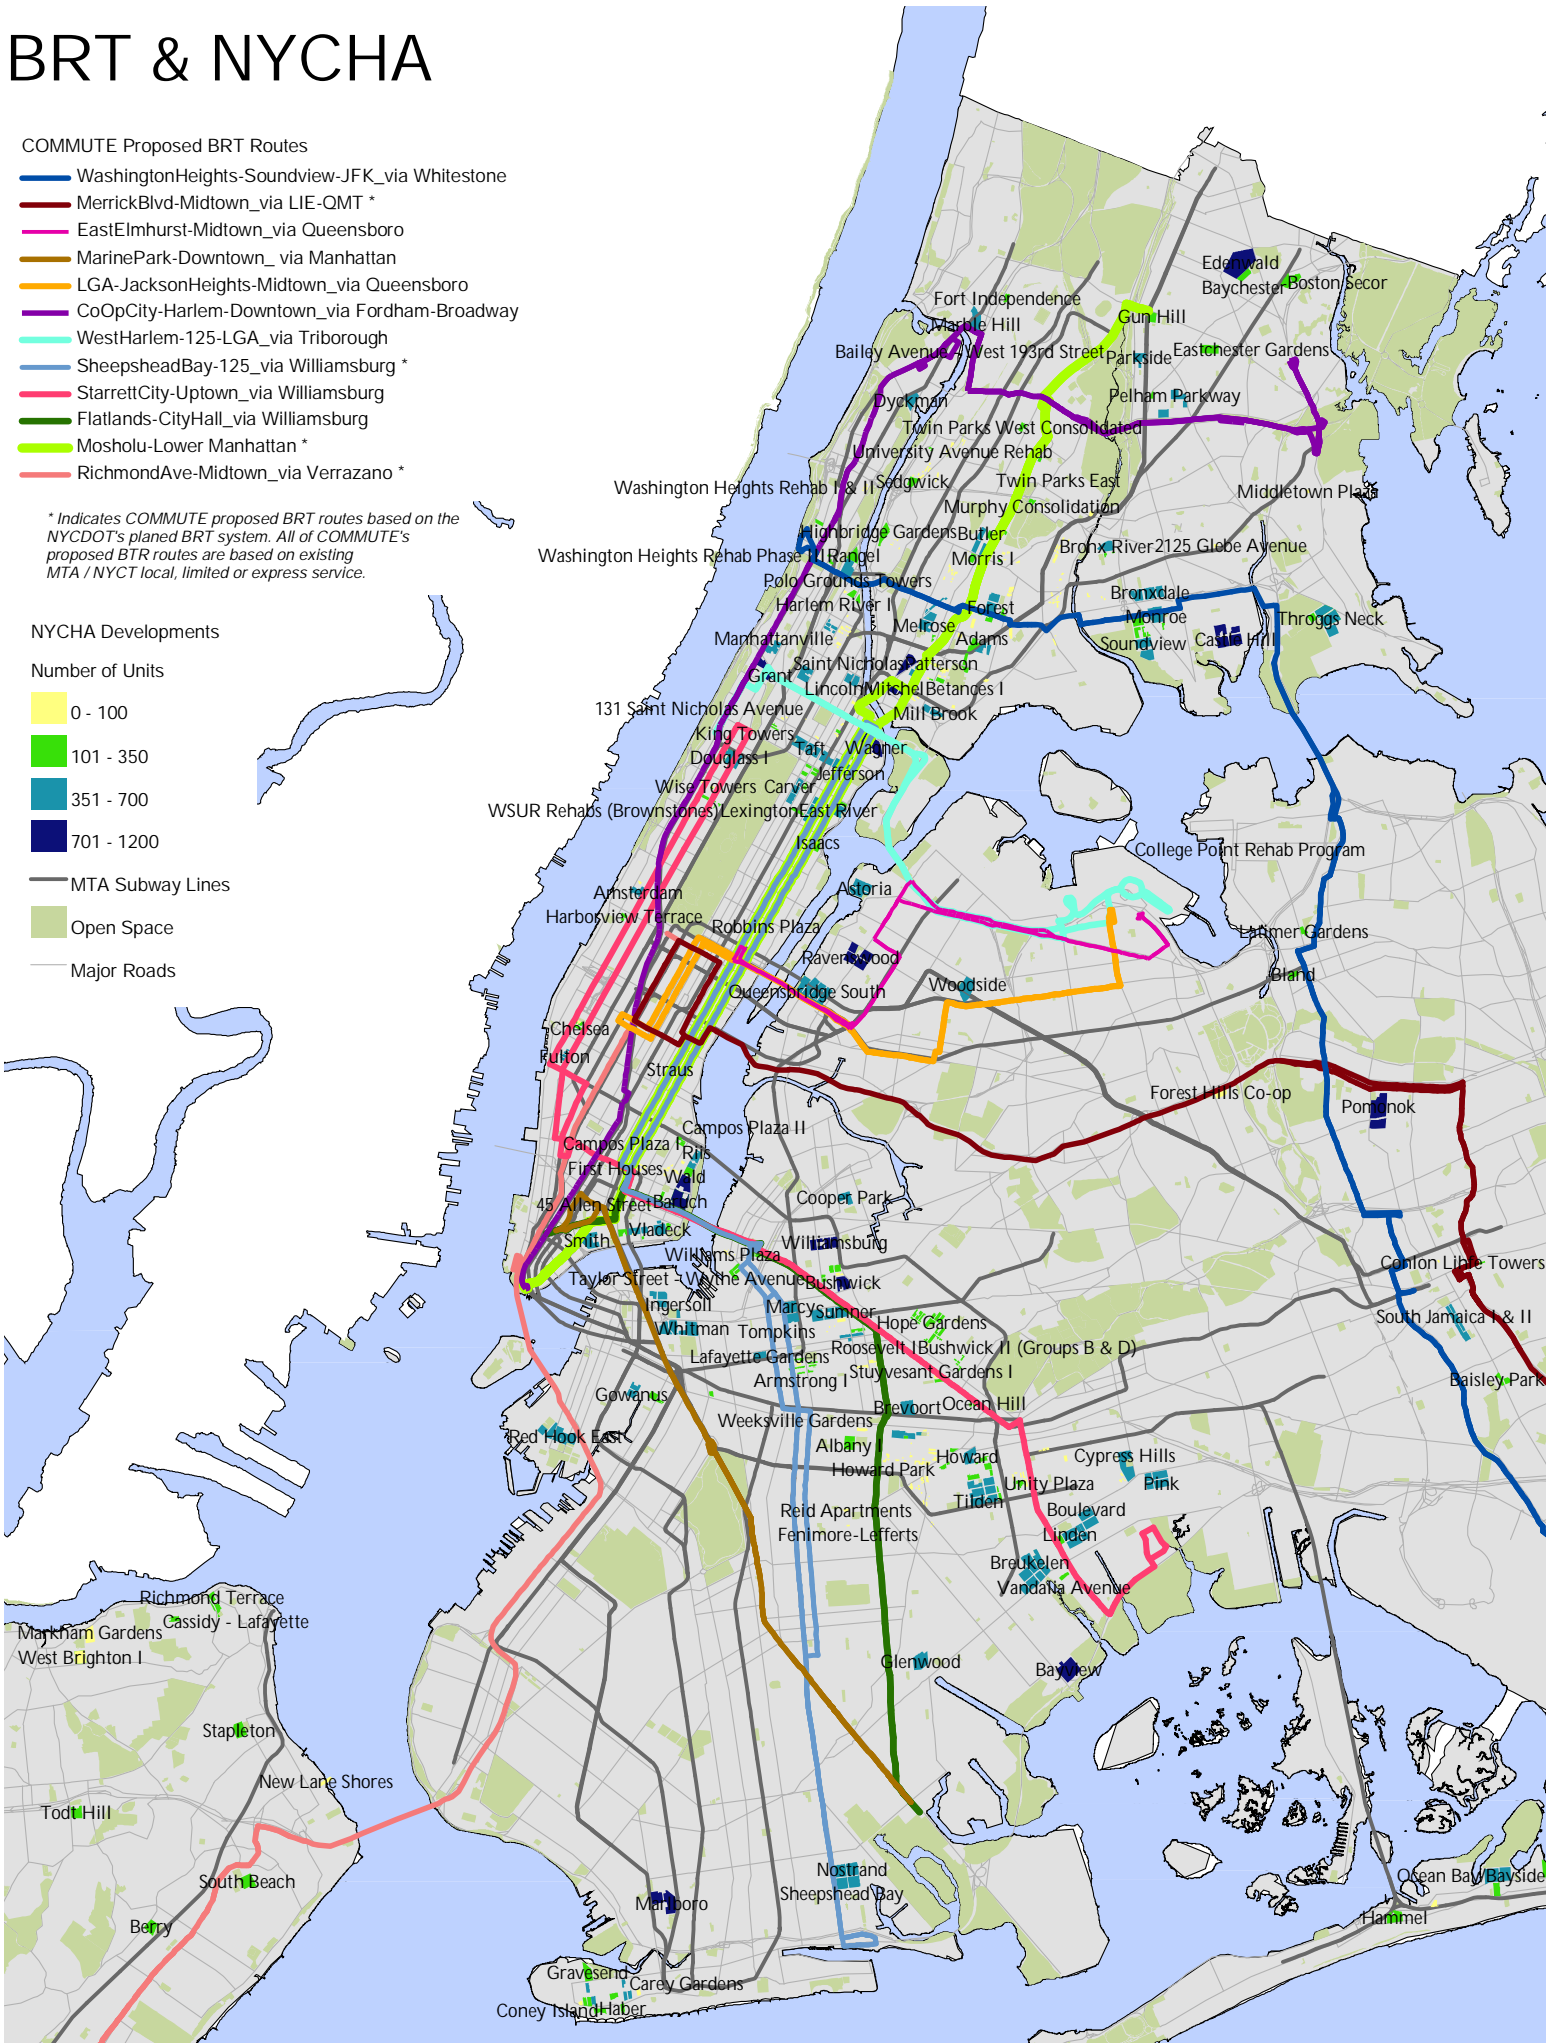 BRT & NYCHA
COMMUTE Proposed BRT Routes
WashingtonHeights-Soundview-JFK_via Whitestone
MerrickBlvd-Midtown_via LIE-QMT *
EastElmhurst-Midtown_via Queensboro
MarinePark-Downtown_ via Manhattan
LGA-JacksonHeights-Midtown_via Queensboro
CoOpCity-Harlem-Downtown_via Fordham-Broadway
WestHarlem-125-LGA_via Triborough
SheepsheadBay-125_via Williamsburg *
StarrettCity-Uptown_via Williamsburg
Flatlands-CityHall_via Williamsburg
Mosholu-Lower Manhattan *
RichmondAve-Midtown_via Verrazano *
* Indicates COMMUTE proposed BRT routes based on the
NYCDOT's planed BRT system. All of COMMUTE's
proposed BTR routes are based on existing
MTA / NYCT local, limited or express service.
NYCHA Developments
Number of Units
0 - 100
101 - 350
351 - 700
701 - 1200
MTA Subway Lines
Open Space
Major Roads
Edenwald
Baychester
Boston Secor
Fort Independence
Gun Hill
Marble Hill
Bailey Avenue - West 193rd Street
Parkside
Eastchester Gardens
Dyckman
Pelham Parkway
Twin Parks West Consolidated
University Avenue Rehab
Washington Heights Rehab I & II
Sedgwick
Twin Parks East
Middletown Plaza
Murphy Consolidation
Highbridge Gardens
Butler
Washington Heights Rehab Phase III
Rangel
Morris I
Bronx River
2125 Glebe Avenue
Polo Grounds Towers
Bronxdale
Harlem River I
Forest
Monroe
Throggs Neck
Melrose
Manhattanville
Adams
Soundview
Castle Hill
Saint Nicholas
Patterson
Grant
Lincoln
Mitchel
Betances I
131 Saint Nicholas Avenue
Mill Brook
King Towers
Taft
Wagner
Douglass I
Jefferson
Wise Towers
Carver
WSUR Rehabs (Brownstones)
Lexington
East River
Isaacs
College Point Rehab Program
Amsterdam
Astoria
Harborview Terrace
Robbins Plaza
Latimer Gardens
Ravenswood
Bland
Queensbridge South
Woodside
Chelsea
Fulton
Straus
Forest Hills Co-op
Pomonok
Campos Plaza II
Campos Plaza I
Riis
First Houses
Wald
45 Allen Street
Baruch
Cooper Park
Vladeck
Smith
Williamsburg
Williams Plaza
Conlon Lihfe Towers
Taylor Street - Wythe Avenue
Bushwick
Ingersoll
Marcy
Sumner
South Jamaica I & II
Whitman
Tompkins
Hope Gardens
Roosevelt I
Bushwick II (Groups B & D)
Lafayette Gardens
Stuyvesant Gardens I
Armstrong I
Baisley Park
Gowanus
Brevoort
Ocean Hill
Weeksville Gardens
Red Hook East
Albany I
Howard
Cypress Hills
Howard Park
Unity Plaza
Pink
Tilden
Reid Apartments
Boulevard
Fenimore-Lefferts
Linden
Breukelen
Vandalia Avenue
Richmond Terrace
Cassidy - Lafayette
Markham Gardens
West Brighton I
Glenwood
Bayview
Stapleton
New Lane Shores
Todt Hill
Nostrand
South Beach
Sheepshead Bay
Ocean Bay/Bayside
Marlboro
Berry
Hammel
Gravesend
Carey Gardens
Coney Island
Haber